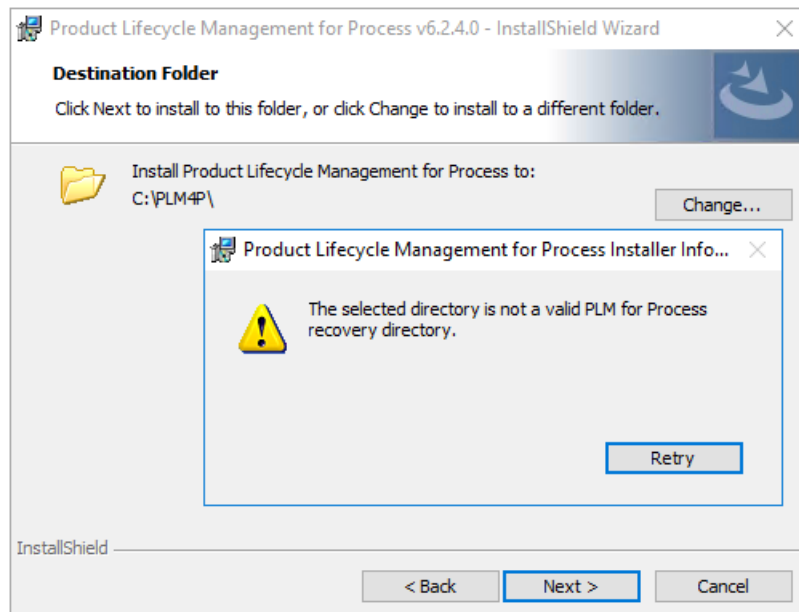 Product Lifecycle Management for Process v6.2.4.0 - InstallShield Wizard
Destination Folder
Click Next to install to this folder, or click Change to install to a different folder.
Install Product Lifecycle Management for Process to:
C:\PLM4P\
Change...
Product Lifecycle Management for Process Installer Info...
The selected directory is not a valid PLM for Process
recovery directory.
Retry
InstallShield
< Back
Next >
Cancel